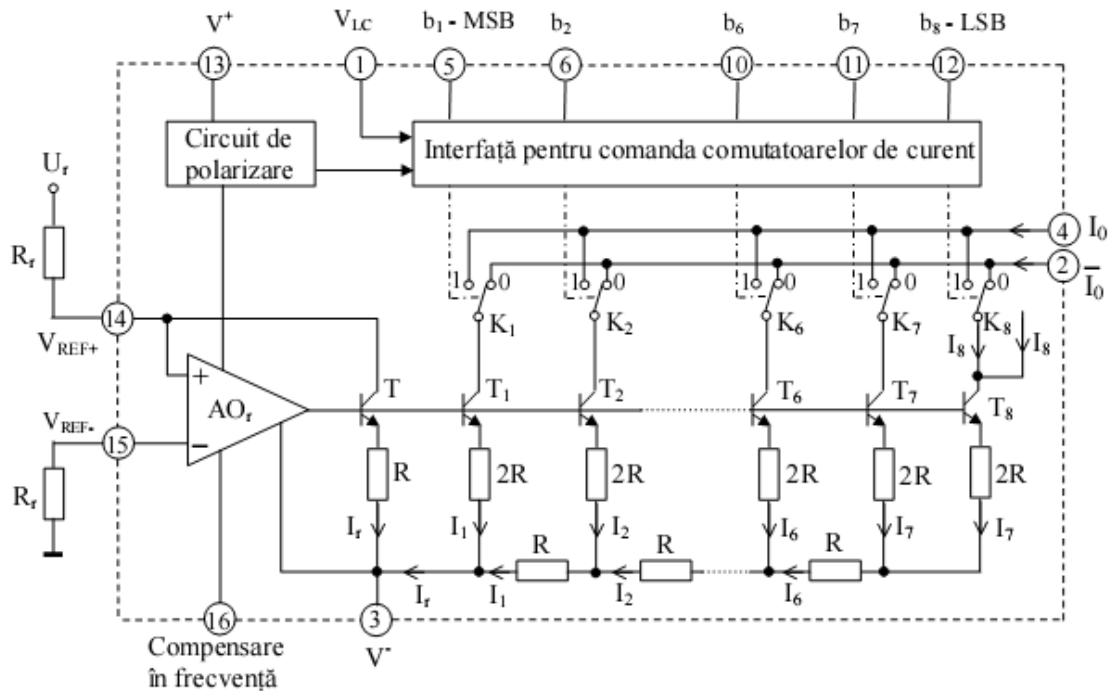 V⁺ V_LC b₁ - MSB b₂ b₆ b₇ b₈ - LSB
13 1 5 6 10 11 12
Circuit de
polarizare
Interfaţă pentru comanda comutatoarelor de curent
U_r
R_r
4 I₀
2 I̅₀
1 0 1 0 1 0 1 0 1 0
K₁ K₂ K₆ K₇ K₈
14
V_REF+
I₈ I₈
+
AO_r
−
T T₁ T₂ T₆ T₇ T₈
V_REF-
15
R_r
R 2R 2R 2R 2R 2R
I_r I₁ I₂ I₆ I₇ I₇
R R R
I_r I₁ I₂ I₆
16 3
Compensare
în frecvenţă
V⁻